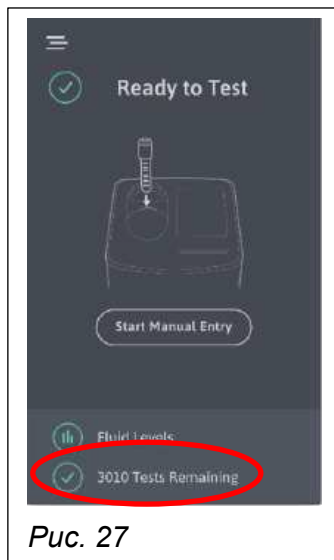 Ready to Test
Start Manual Entry
Fluid Levels
3010 Tests Remaining
Рис. 27